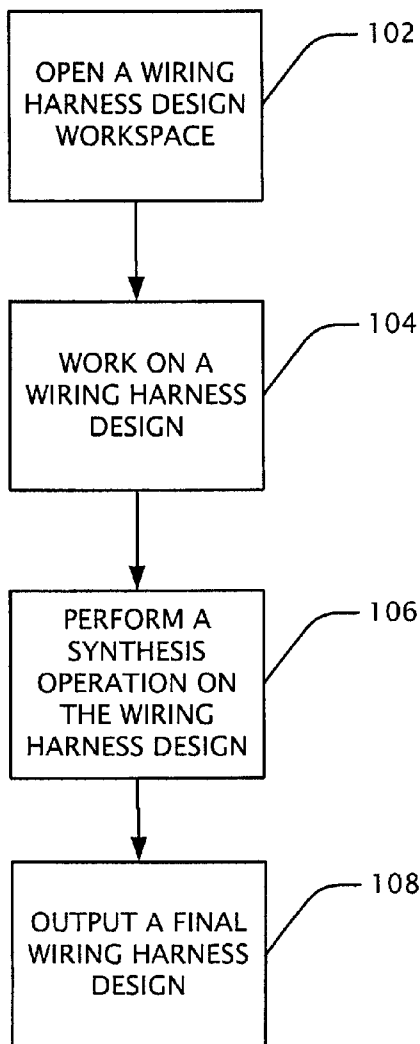 102
OPEN A WIRING
HARNESS DESIGN
WORKSPACE
104
WORK ON A
WIRING HARNESS
DESIGN
106
PERFORM A
SYNTHESIS
OPERATION ON
THE WIRING
HARNESS DESIGN
108
OUTPUT A FINAL
WIRING HARNESS
DESIGN